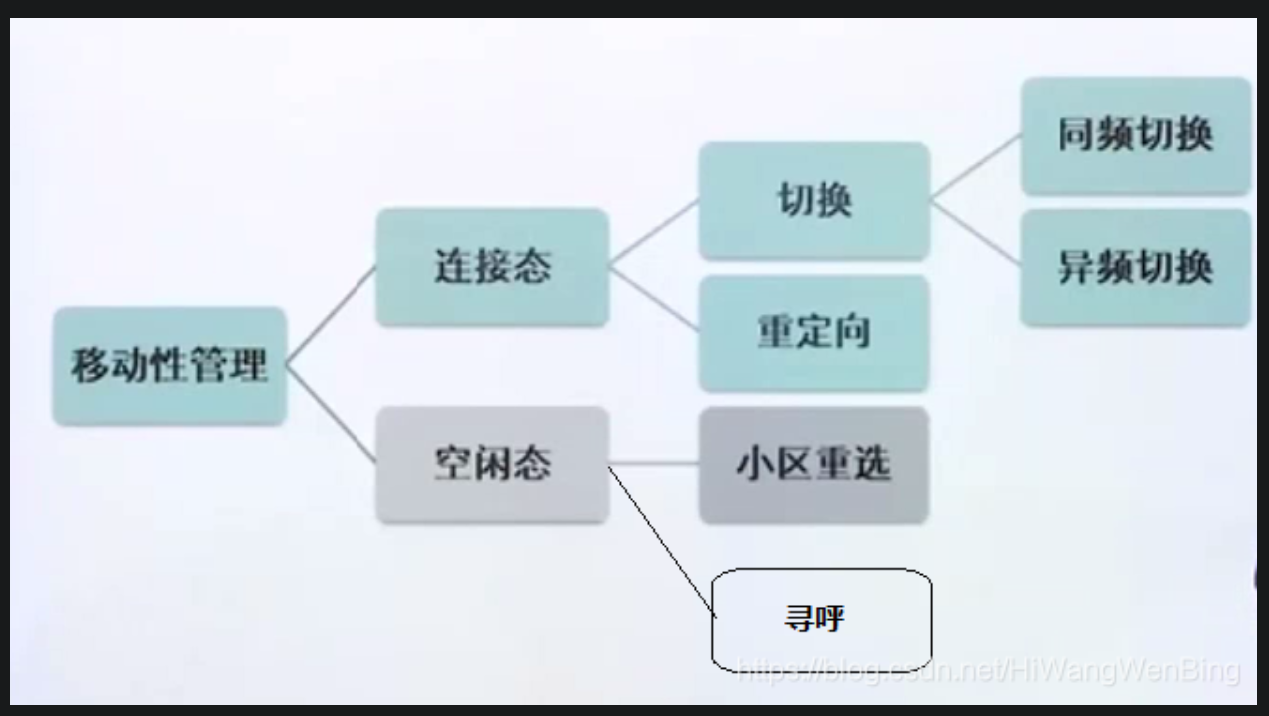 同频切换
切换
异频切换
连接态
重定向
移动性管理
空闲态
小区重选
寻呼
https://blog.csdn.net/HiWangWenBing